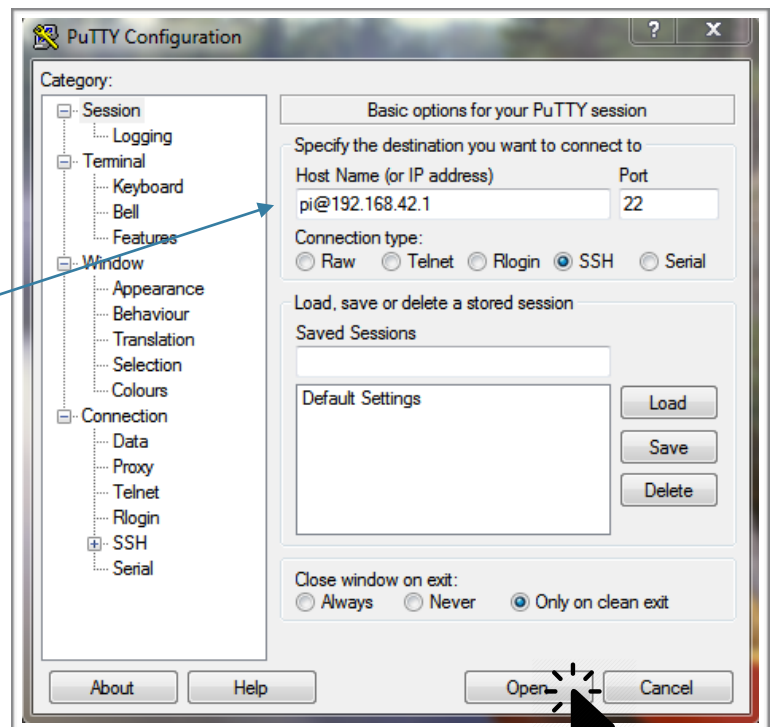 PuTTY Configuration
? X
Category:
Session
Logging
Terminal
Keyboard
Bell
Features
Window
Appearance
Behaviour
Translation
Selection
Colours
Connection
Data
Proxy
Telnet
Rlogin
SSH
Serial
Basic options for your PuTTY session
Specify the destination you want to connect to
Host Name (or IP address) Port
pi@192.168.42.1 22
Connection type:
Raw Telnet Rlogin SSH Serial
Load, save or delete a stored session
Saved Sessions
Default Settings
Load
Save
Delete
Close window on exit:
Always Never Only on clean exit
About Help Open Cancel